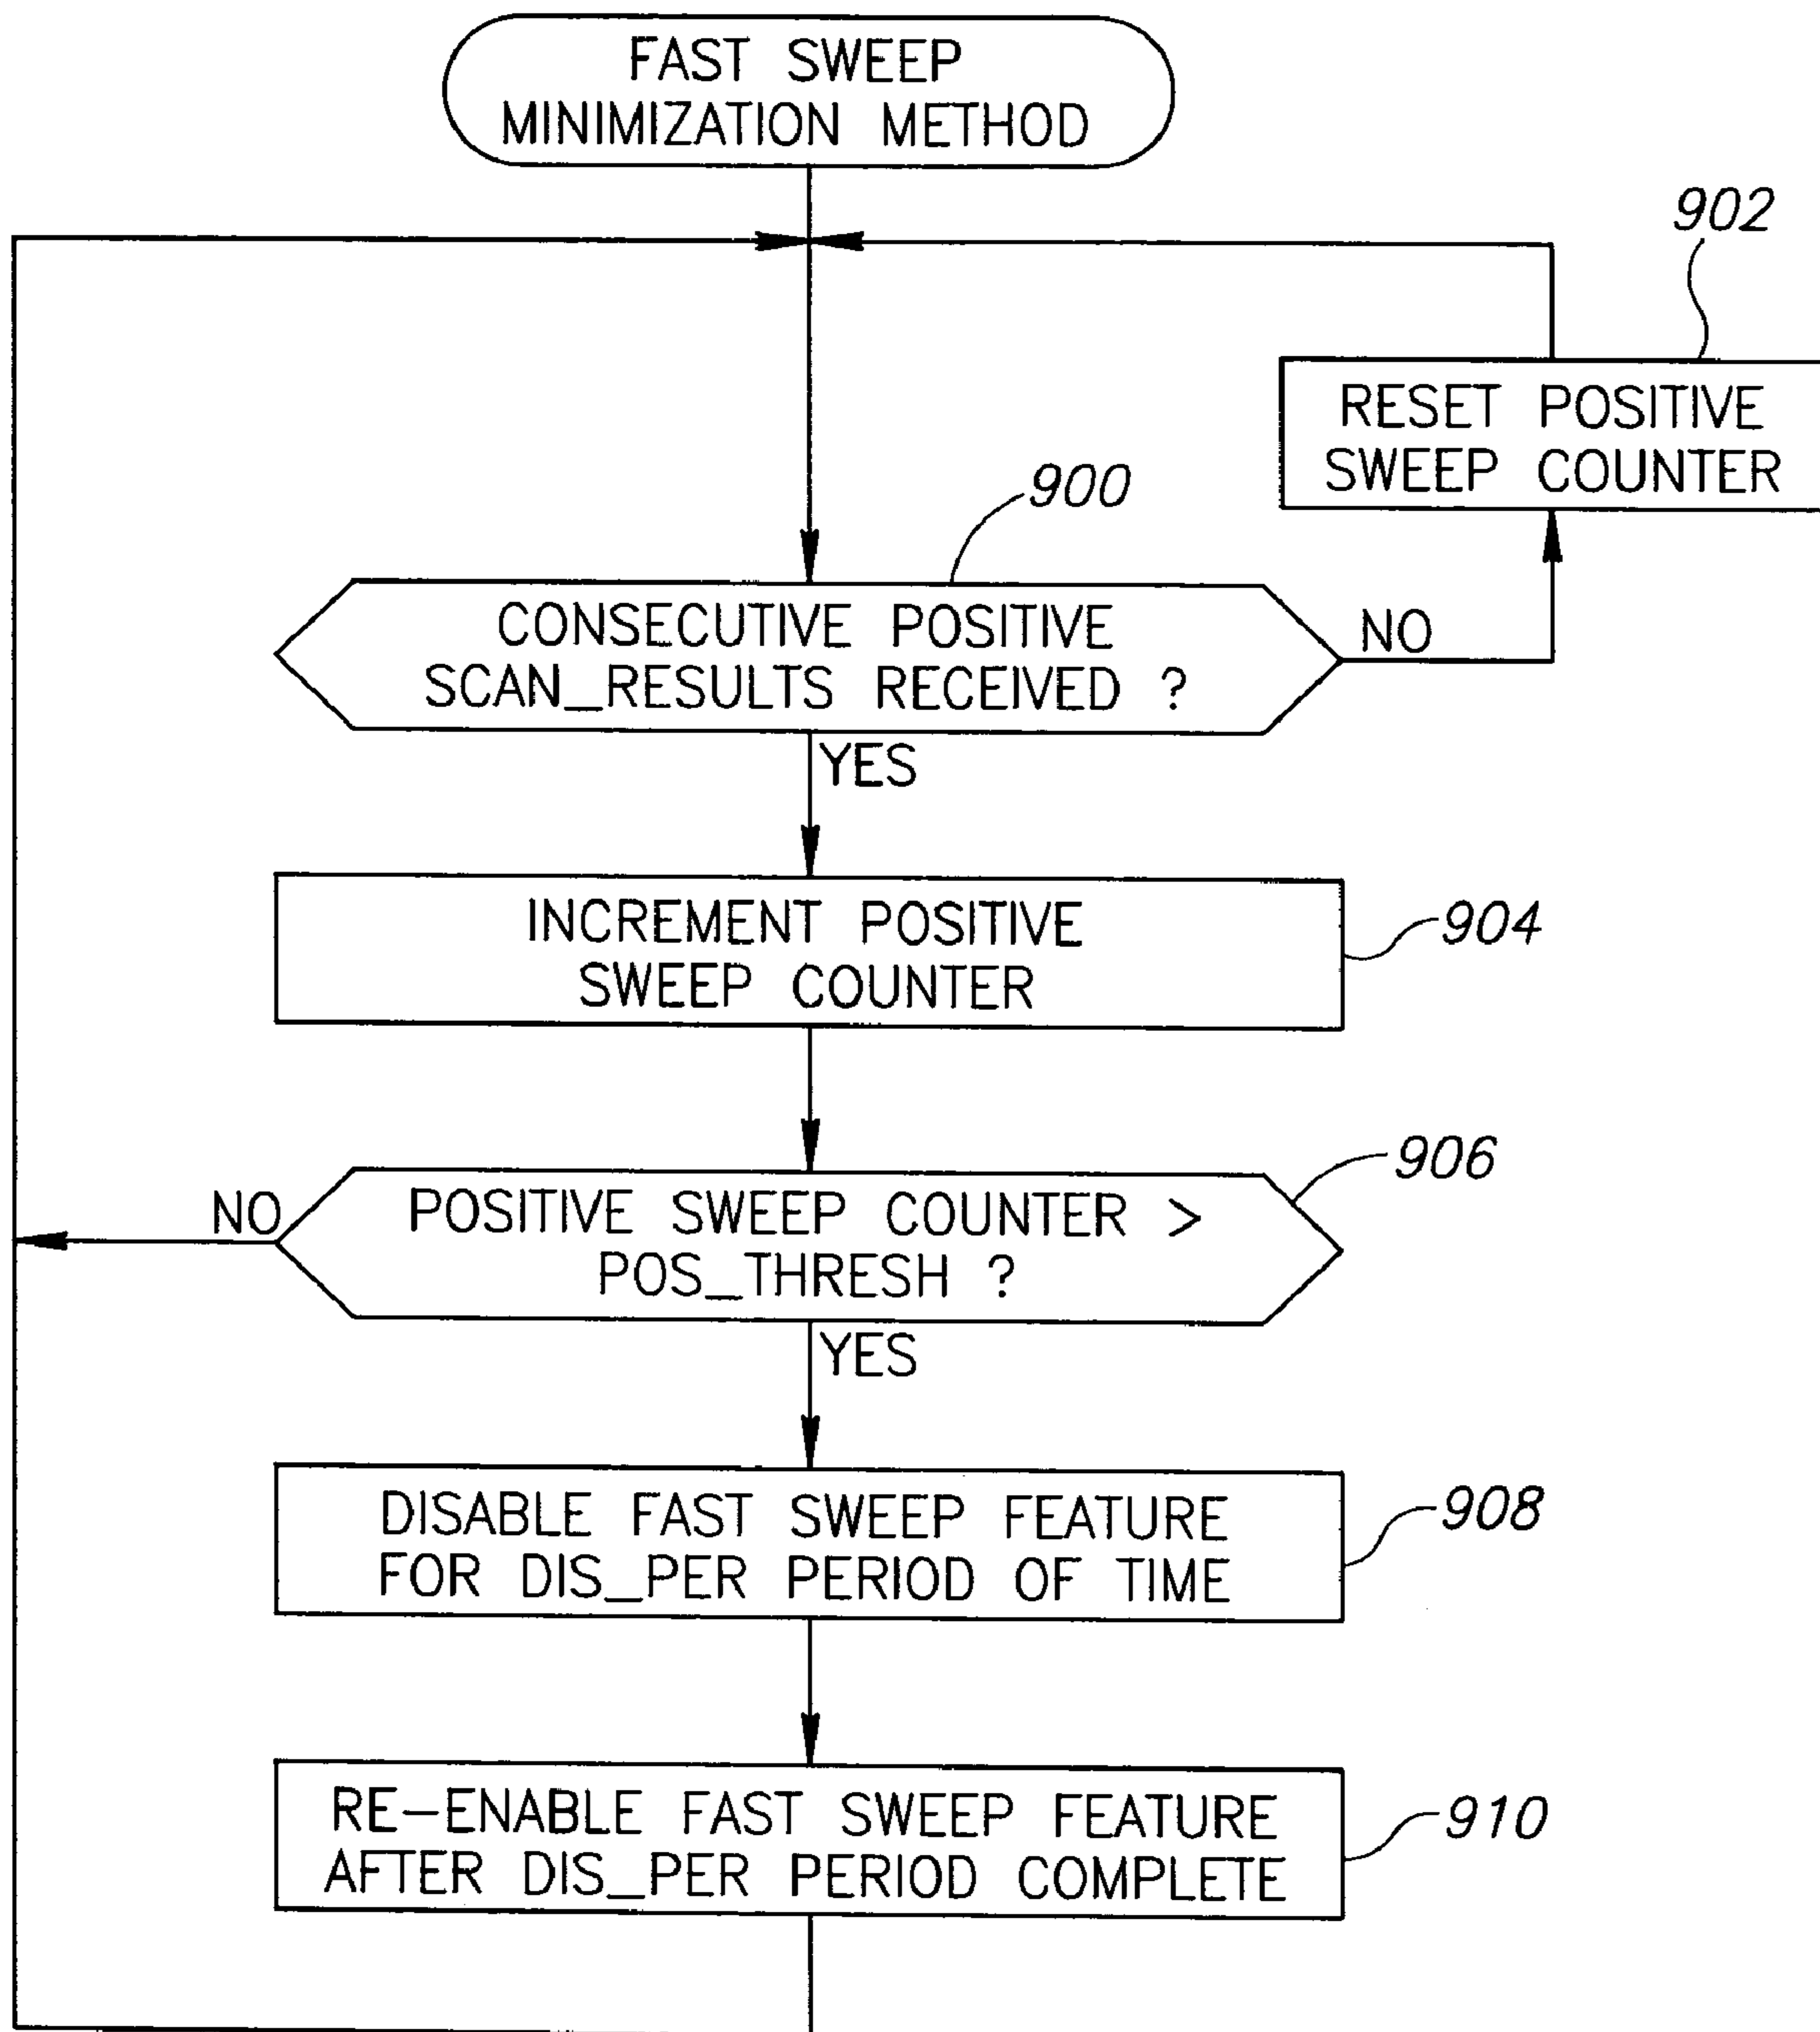 FAST SWEEP
MINIMIZATION METHOD
902
RESET POSITIVE
SWEEP COUNTER
900
CONSECUTIVE POSITIVE
SCAN_RESULTS RECEIVED ?
NO
YES
INCREMENT POSITIVE
SWEEP COUNTER
904
906
NO
POSITIVE SWEEP COUNTER >
POS_THRESH ?
YES
DISABLE FAST SWEEP FEATURE
FOR DIS_PER PERIOD OF TIME
908
RE-ENABLE FAST SWEEP FEATURE
AFTER DIS_PER PERIOD COMPLETE
910